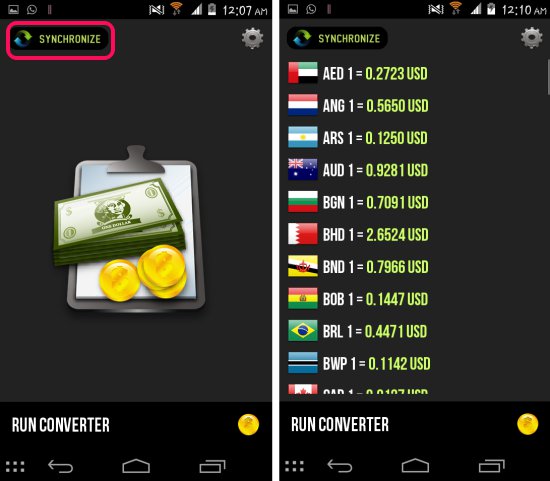 12:07 AM
SYNCHRONIZE
ONE DOLLAR
RUN CONVERTER
12:10 AM
SYNCHRONIZE
AED 1 = 0.2723 USD
ANG 1 = 0.5650 USD
ARS 1 = 0.1250 USD
AUD 1 = 0.9281 USD
BGN 1 = 0.7091 USD
BHD 1 = 2.6524 USD
BND 1 = 0.7966 USD
BOB 1 = 0.1447 USD
BRL 1 = 0.4471 USD
BWP 1 = 0.1142 USD
RUN CONVERTER